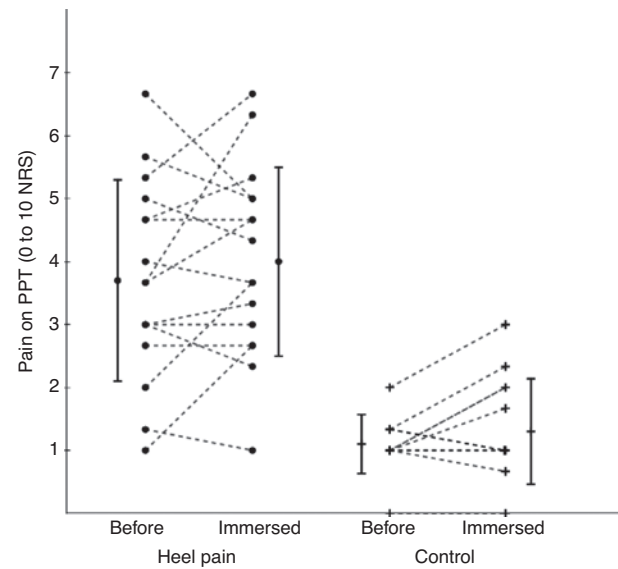 7
6
5
4
3
2
1
Pain on PPT (0 to 10 NRS)
Before Immersed Before Immersed
Heel pain Control